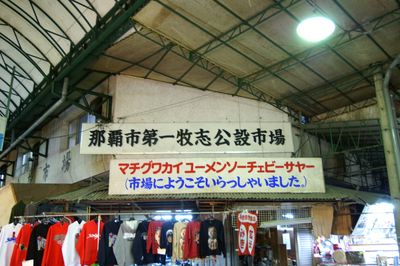 那覇市第一牧志公設市場
マチグヮカイユーメンソーチェービーサヤー
(市場にようこそいらっしゃいました。)